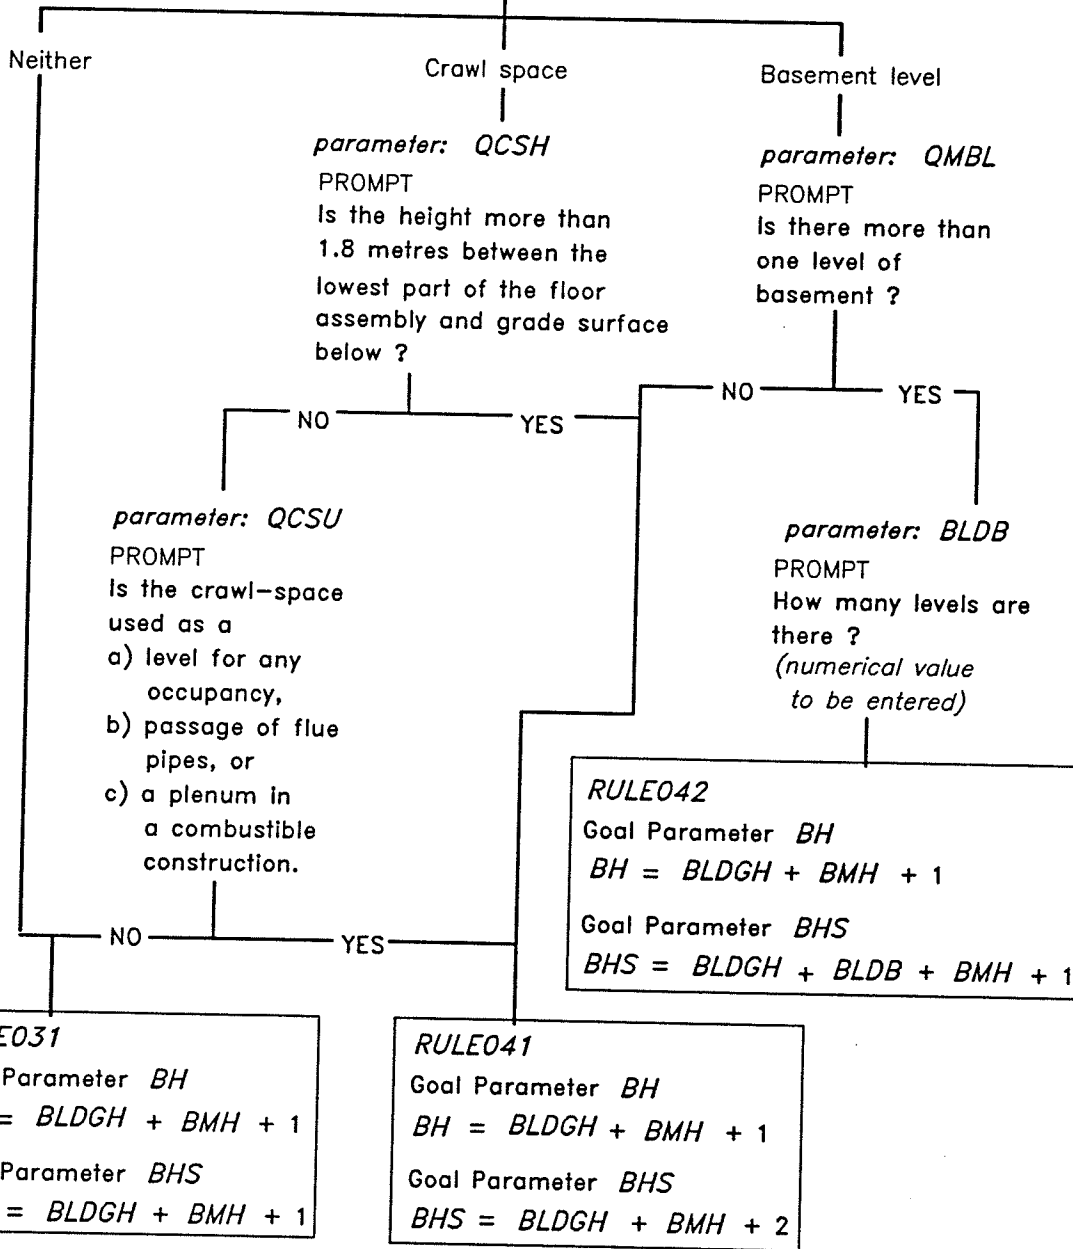 Neither
Crawl space
Basement level
parameter: QCSH
PROMPT
Is the height more than
1.8 metres between the
lowest part of the floor
assembly and grade surface
below ?
parameter: QMBL
PROMPT
Is there more than
one level of
basement ?
NO
YES
NO
YES
parameter: QCSU
PROMPT
Is the crawl-space
used as a
a) level for any
occupancy,
b) passage of flue
pipes, or
c) a plenum in
a combustible
construction.
parameter: BLDB
PROMPT
How many levels are
there ?
(numerical value
to be entered)
RULE042
Goal Parameter BH
BH = BLDGH + BMH + 1
Goal Parameter BHS
BHS = BLDGH + BLDB + BMH + 1
NO
YES
E031
Parameter BH
= BLDGH + BMH + 1
Parameter BHS
= BLDGH + BMH + 1
RULE041
Goal Parameter BH
BH = BLDGH + BMH + 1
Goal Parameter BHS
BHS = BLDGH + BMH + 2